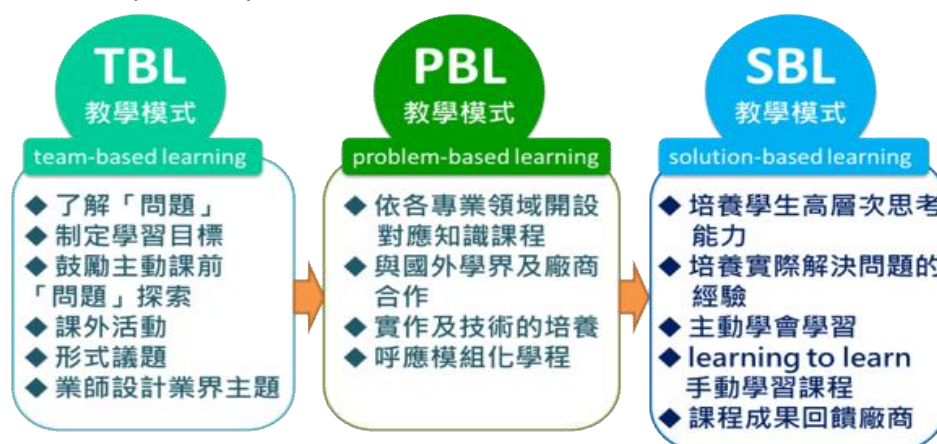 TBL
教學模式
team-based learning
◆ 了解「問題」
◆ 制定學習目標
◆ 鼓勵主動課前
「問題」探索
◆ 課外活動
◆ 形式議題
◆ 業師設計業界主題
PBL
教學模式
problem-based learning
◆ 依各專業領域開設
對應知識課程
◆ 與國外學界及廠商
合作
◆ 實作及技術的培養
◆ 呼應模組化學程
SBL
教學模式
solution-based learning
◆ 培養學生高層次思考
能力
◆ 培養實際解決問題的
經驗
◆ 主動學會學習
◆ learning to learn
手動學習課程
◆ 課程成果回饋廠商